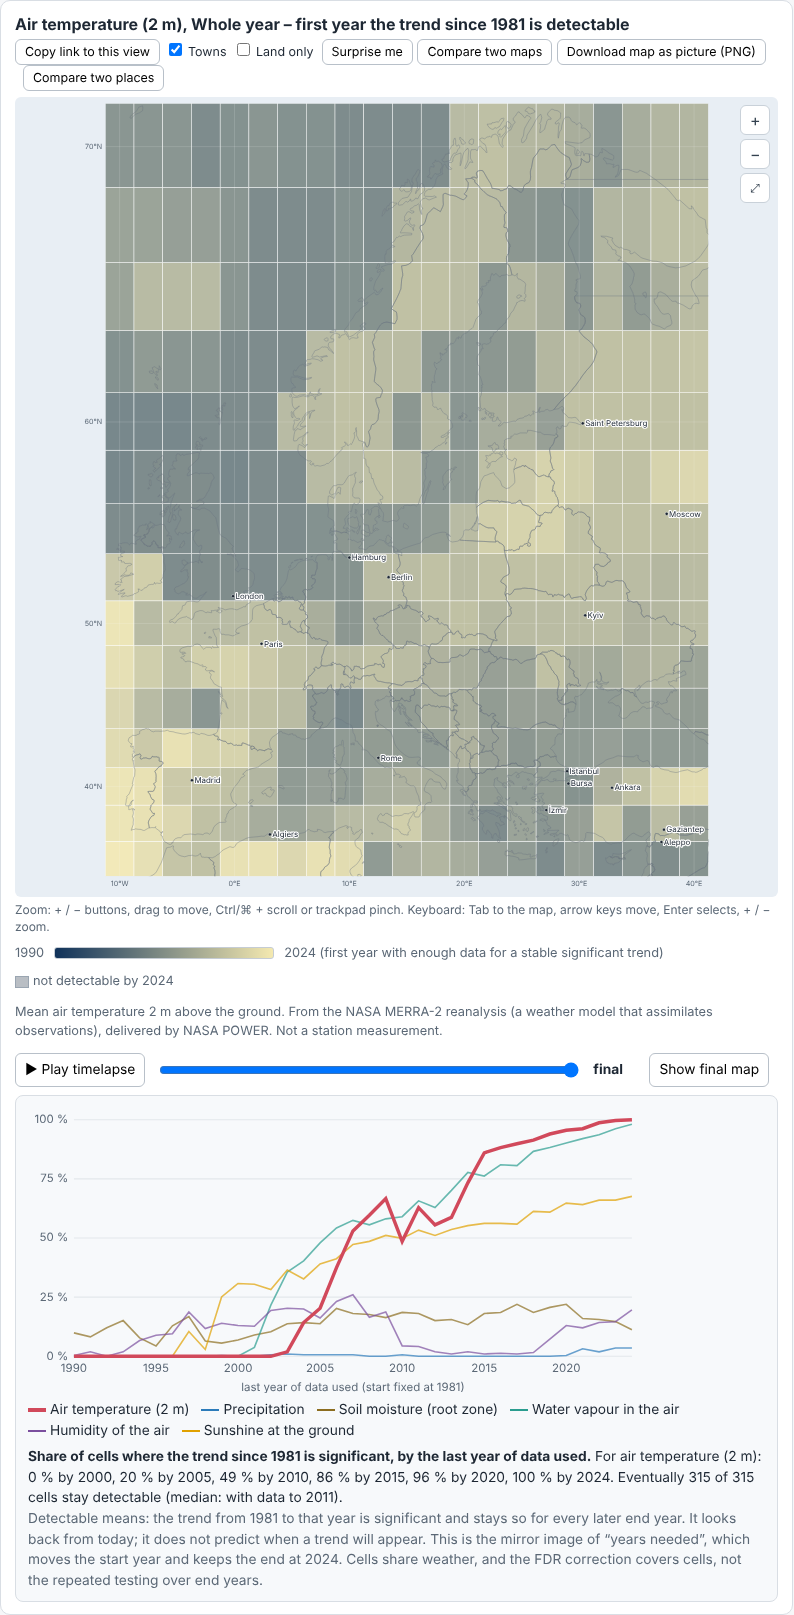 Air temperature (2 m), Whole year – first year the trend since 1981 is detectable
Copy link to this view Towns Land only Surprise me Compare two maps Download map as picture (PNG)
Compare two places
+
−
⤢
70°N
60°N
50°N
40°N
Saint Petersburg
Moscow
Hamburg
Berlin
London
Kyiv
Paris
Rome
Istanbul
Madrid
Bursa
Ankara
Izmir
Gaziantep
Algiers
Aleppo
10°W 0°E 10°E 20°E 30°E 40°E
Zoom: + / − buttons, drag to move, Ctrl/⌘ + scroll or trackpad pinch. Keyboard: Tab to the map, arrow keys move, Enter selects, + / −
zoom.
1990 2024 (first year with enough data for a stable significant trend)
not detectable by 2024
Mean air temperature 2 m above the ground. From the NASA MERRA-2 reanalysis (a weather model that assimilates
observations), delivered by NASA POWER. Not a station measurement.
▶ Play timelapse final Show final map
100 %
75 %
50 %
25 %
0 %
1990 1995 2000 2005 2010 2015 2020
last year of data used (start fixed at 1981)
Air temperature (2 m) Precipitation Soil moisture (root zone) Water vapour in the air
Humidity of the air Sunshine at the ground
Share of cells where the trend since 1981 is significant, by the last year of data used. For air temperature (2 m):
0 % by 2000, 20 % by 2005, 49 % by 2010, 86 % by 2015, 96 % by 2020, 100 % by 2024. Eventually 315 of 315
cells stay detectable (median: with data to 2011).
Detectable means: the trend from 1981 to that year is significant and stays so for every later end year. It looks
back from today; it does not predict when a trend will appear. This is the mirror image of “years needed”, which
moves the start year and keeps the end at 2024. Cells share weather, and the FDR correction covers cells, not
the repeated testing over end years.